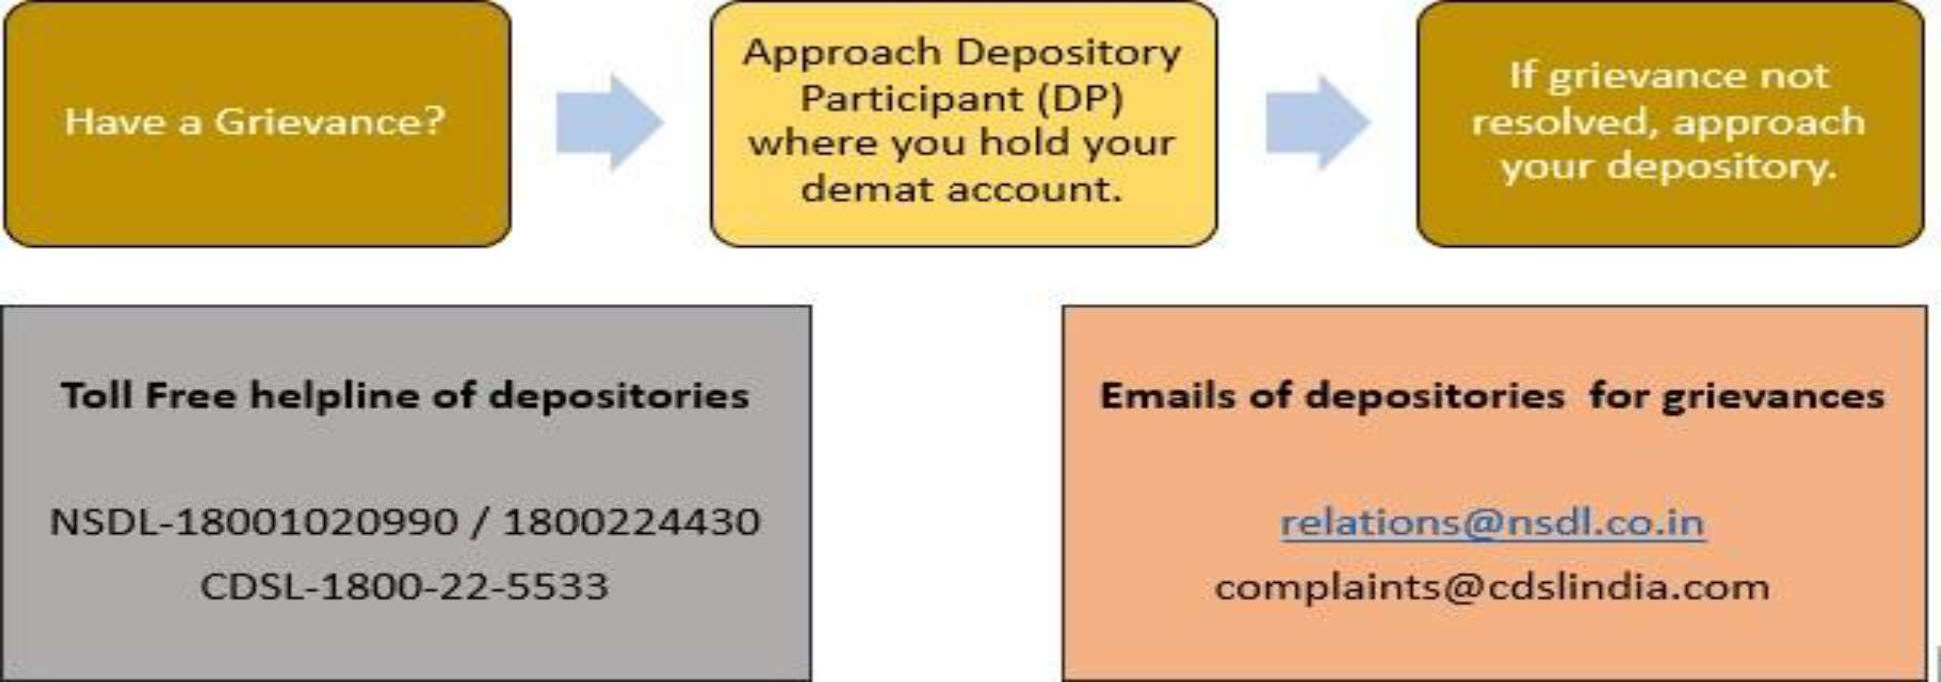 Have a Grievance?
Approach Depository
Participant (DP)
where you hold your
demat account.
If grievance not
resolved, approach
your depository.
Toll Free helpline of depositories
NSDL-18001020990 / 1800224430
CDSL-1800-22-5533
Emails of depositories for grievances
relations@nsdl.co.in
complaints@cdslindia.com